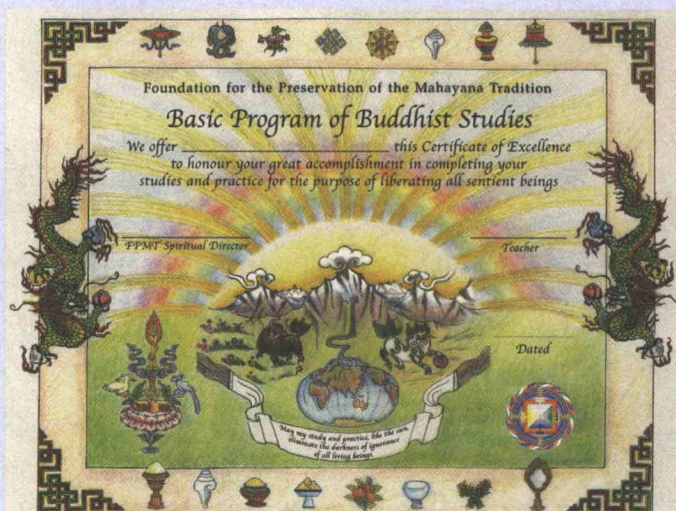 Foundation for the Preservation of the Mahayana Tradition
Basic Program of Buddhist Studies
We offer ____________________ this Certificate of Excellence
to honour your great accomplishment in completing your
studies and practice for the purpose of liberating all sentient beings
FPMT Spiritual Director
Teacher
Dated
May my study and practice, like the sun,
eliminate the darkness of ignorance
of all living beings.